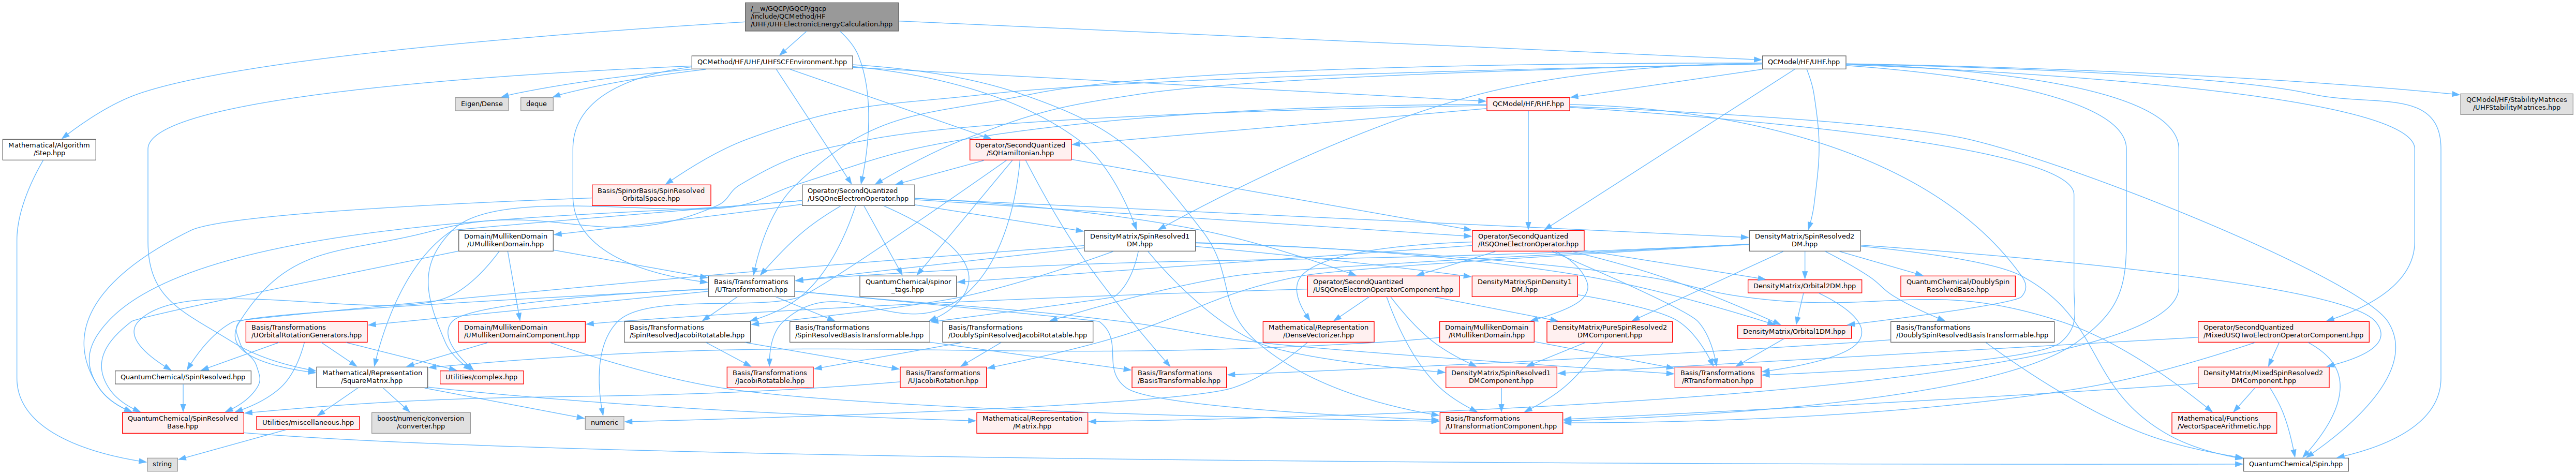 /__w/GQCP/GQCP/gqcp
/include/QCMethod/HF
/UHF/UHFElectronicEnergyCalculation.hpp
QCMethod/HF/UHF/UHFSCFEnvironment.hpp
QCModel/HF/UHF.hpp
Eigen/Dense
deque
QCModel/HF/RHF.hpp
QCModel/HF/StabilityMatrices
/UHFStabilityMatrices.hpp
Mathematical/Algorithm
/Step.hpp
Operator/SecondQuantized
/SQHamiltonian.hpp
Basis/SpinorBasis/SpinResolved
OrbitalSpace.hpp
Operator/SecondQuantized
/USQOneElectronOperator.hpp
Domain/MullikenDomain
/UMullikenDomain.hpp
DensityMatrix/SpinResolved1
DM.hpp
Operator/SecondQuantized
/RSQOneElectronOperator.hpp
DensityMatrix/SpinResolved2
DM.hpp
Basis/Transformations
/UTransformation.hpp
QuantumChemical/spinor
_tags.hpp
Operator/SecondQuantized
/USQOneElectronOperatorComponent.hpp
DensityMatrix/SpinDensity1
DM.hpp
DensityMatrix/Orbital2DM.hpp
QuantumChemical/DoublySpin
ResolvedBase.hpp
Basis/Transformations
/UOrbitalRotationGenerators.hpp
Domain/MullikenDomain
/UMullikenDomainComponent.hpp
Basis/Transformations
/SpinResolvedJacobiRotatable.hpp
Basis/Transformations
/SpinResolvedBasisTransformable.hpp
Basis/Transformations
/DoublySpinResolvedJacobiRotatable.hpp
Mathematical/Representation
/DenseVectorizer.hpp
Domain/MullikenDomain
/RMullikenDomain.hpp
DensityMatrix/PureSpinResolved2
DMComponent.hpp
DensityMatrix/Orbital1DM.hpp
Basis/Transformations
/DoublySpinResolvedBasisTransformable.hpp
Operator/SecondQuantized
/MixedUSQTwoElectronOperatorComponent.hpp
QuantumChemical/SpinResolved.hpp
Mathematical/Representation
/SquareMatrix.hpp
Utilities/complex.hpp
Basis/Transformations
/JacobiRotatable.hpp
Basis/Transformations
/UJacobiRotation.hpp
Basis/Transformations
/BasisTransformable.hpp
DensityMatrix/SpinResolved1
DMComponent.hpp
Basis/Transformations
/RTransformation.hpp
DensityMatrix/MixedSpinResolved2
DMComponent.hpp
QuantumChemical/SpinResolved
Base.hpp
Utilities/miscellaneous.hpp
boost/numeric/conversion
/converter.hpp
numeric
Mathematical/Representation
/Matrix.hpp
Basis/Transformations
/UTransformationComponent.hpp
Mathematical/Functions
/VectorSpaceArithmetic.hpp
string
QuantumChemical/Spin.hpp